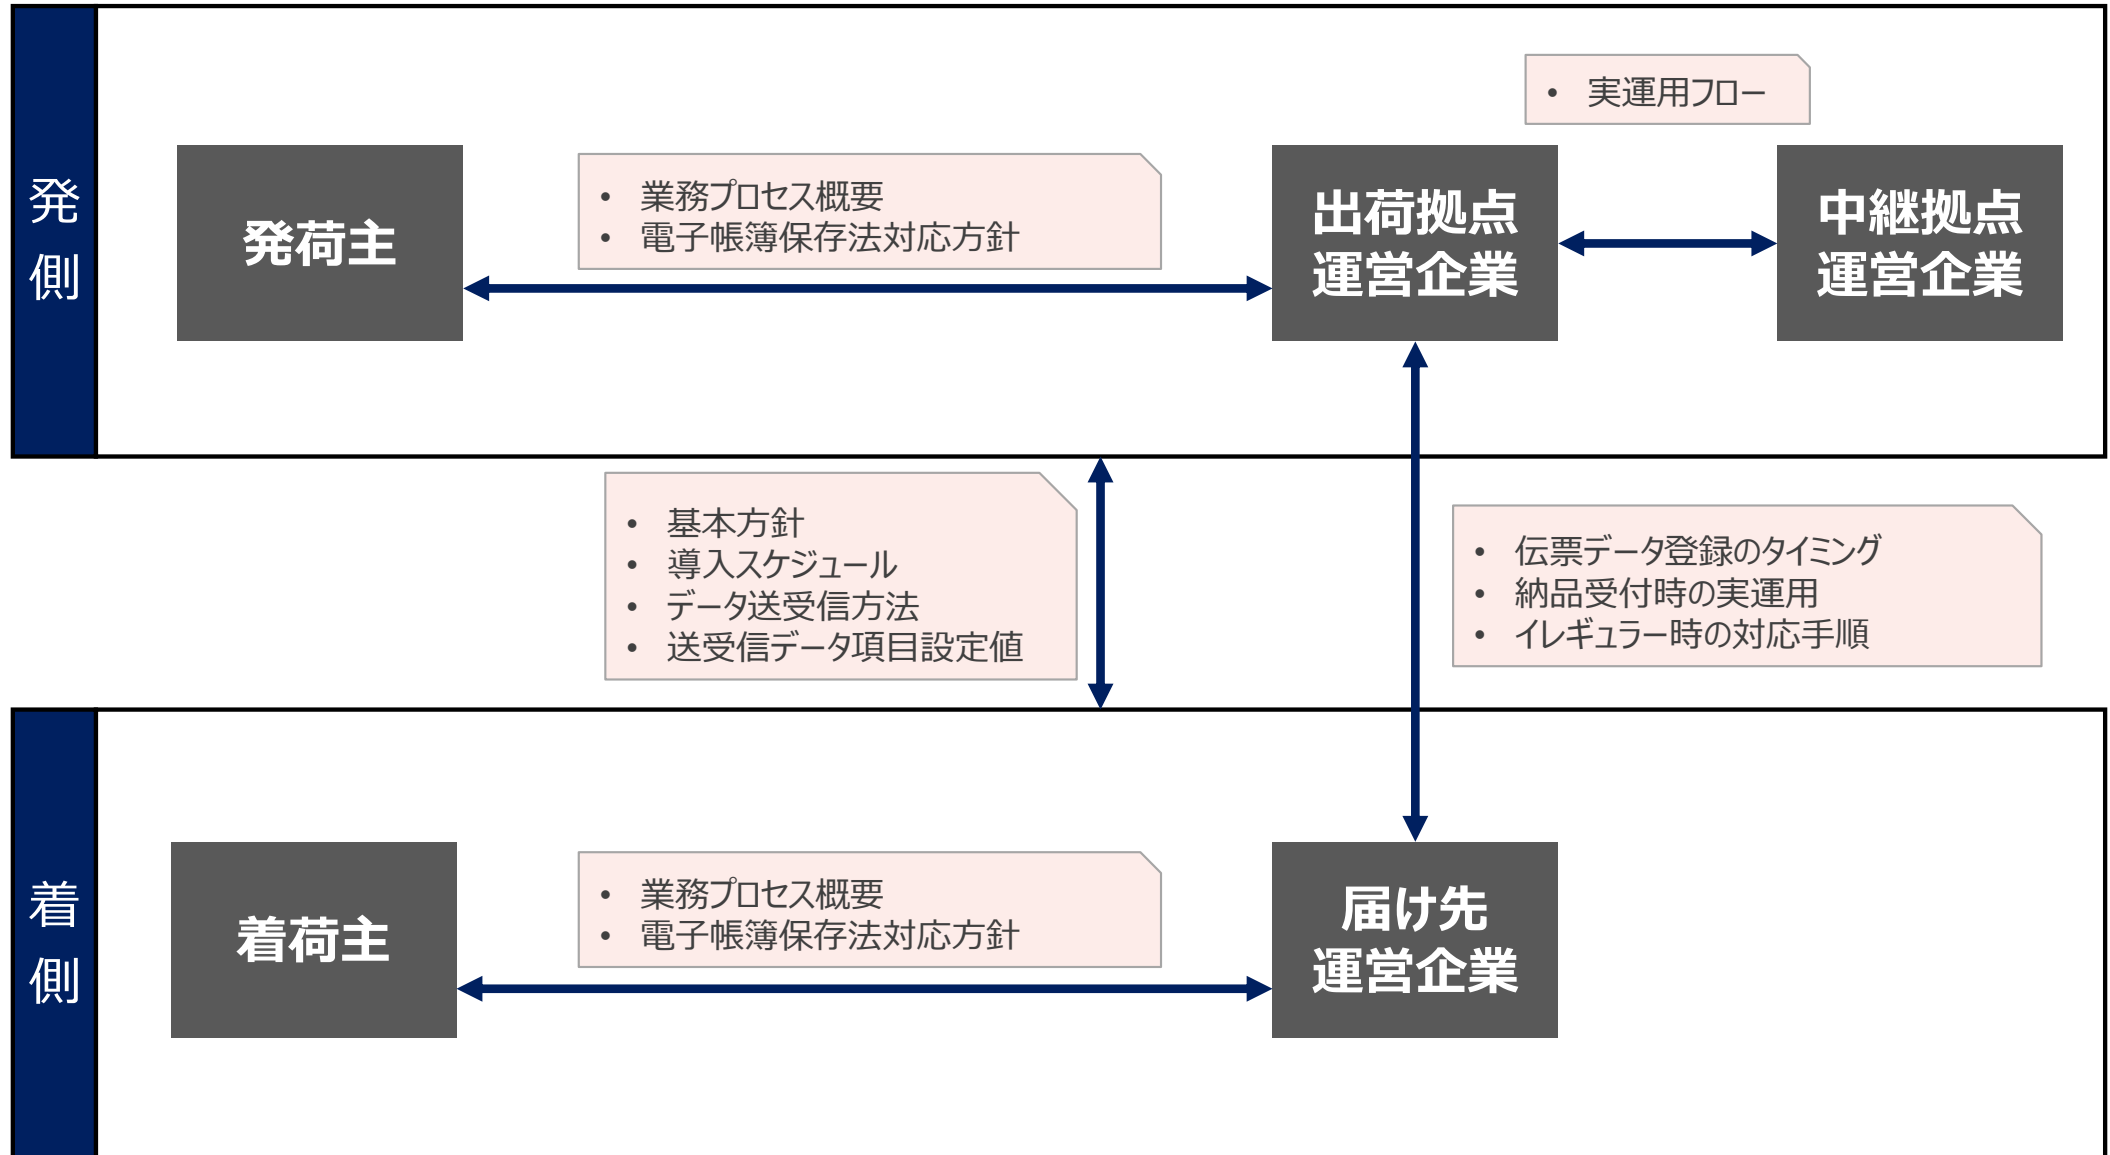 発
側
• 実運用フロー
発荷主
• 業務プロセス概要
• 電子帳簿保存法対応方針
出荷拠点
運営企業
中継拠点
運営企業
• 基本方針
• 導入スケジュール
• データ送受信方法
• 送受信データ項目設定値
• 伝票データ登録のタイミング
• 納品受付時の実運用
• イレギュラー時の対応手順
着
側
着荷主
• 業務プロセス概要
• 電子帳簿保存法対応方針
届け先
運営企業